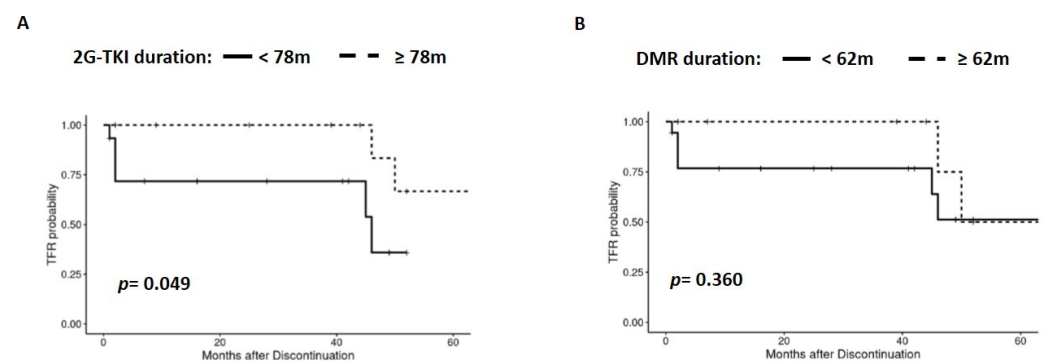 A
2G-TKI duration: < 78m ≥ 78m
1.00
0.75
0.50
0.25
0.00
TFR probability
p= 0.049
0 20 40 60
Months after Discontinuation
B
DMR duration: < 62m ≥ 62m
1.00
0.75
0.50
0.25
0.00
TFR probability
p= 0.360
0 20 40 60
Months after Discontinuation